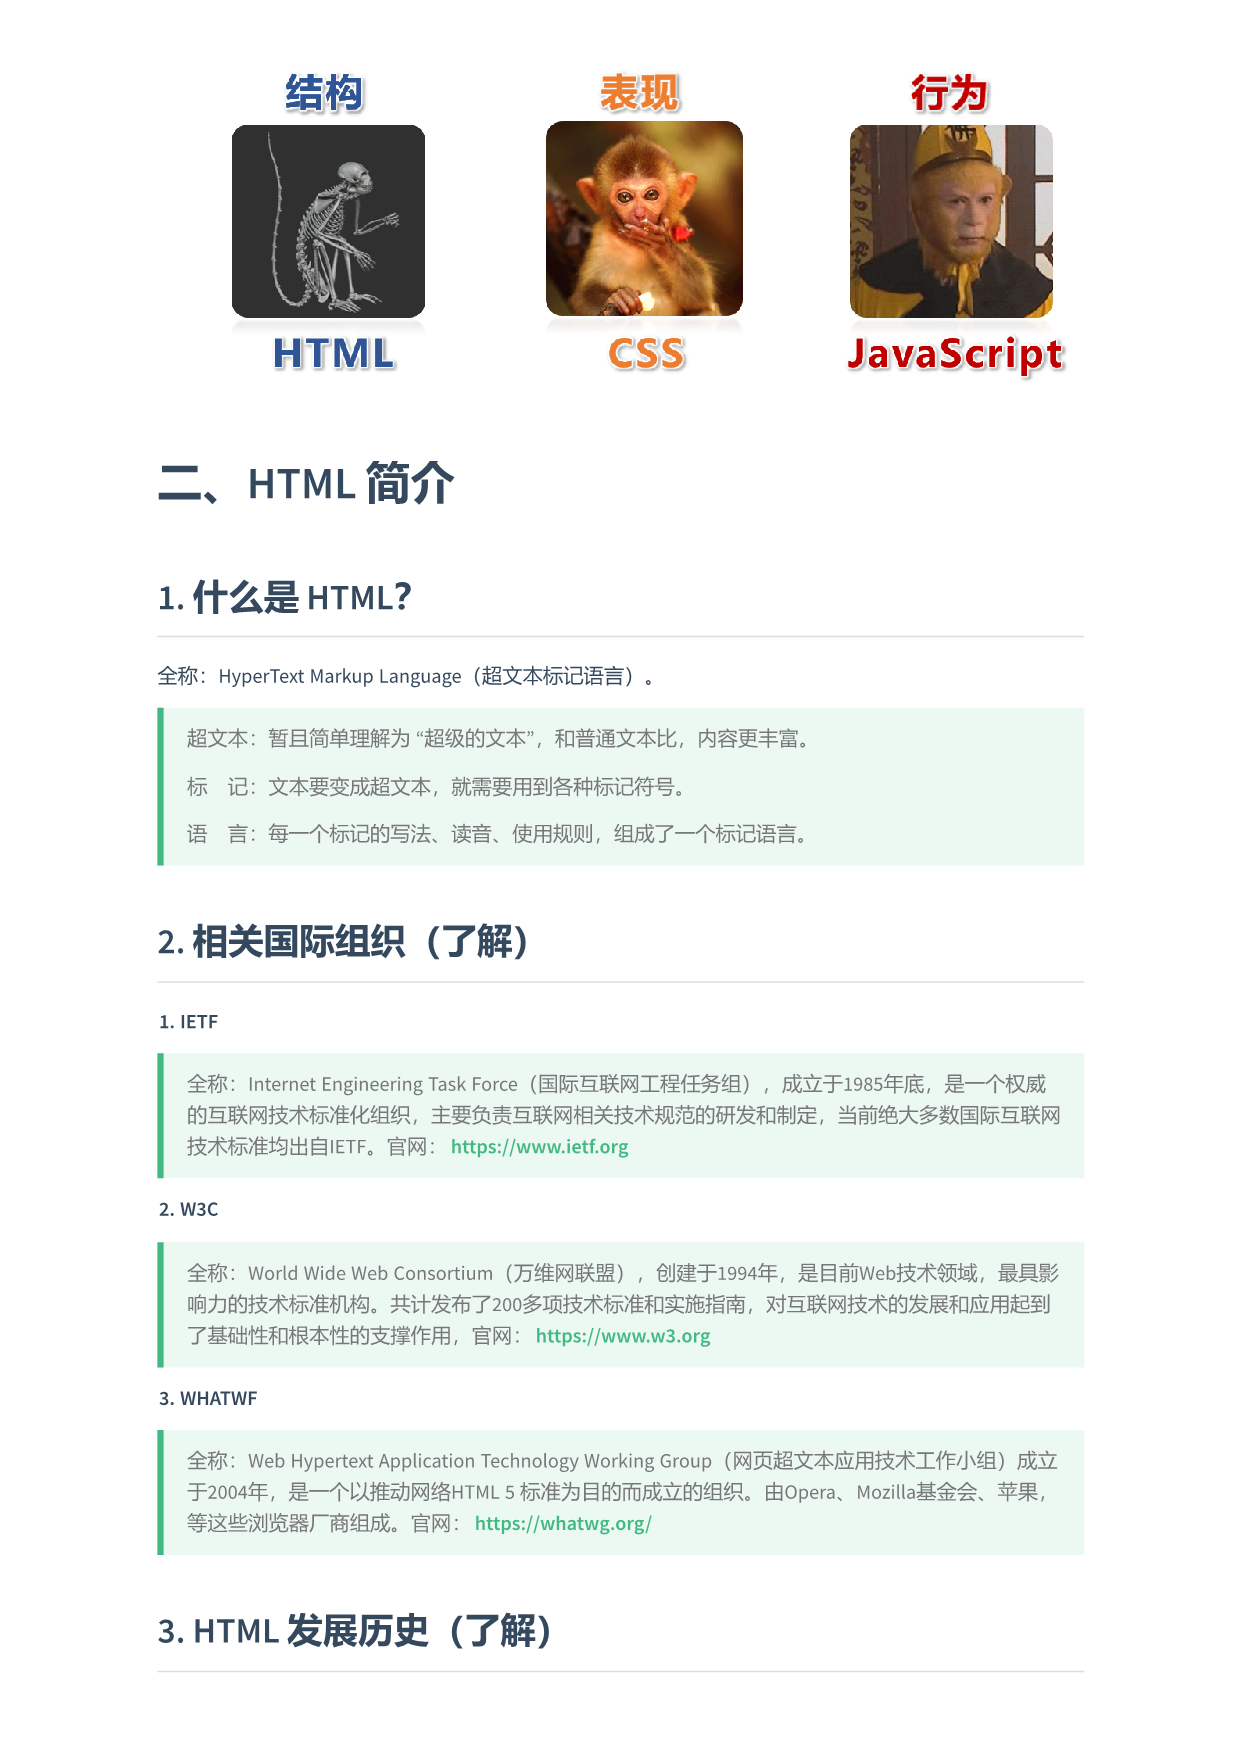 结构 表现 行为
HTML CSS JavaScript
二、HTML 简介
1. 什么是 HTML？
全称：HyperText Markup Language（超文本标记语言）。
超文本：暂且简单理解为 “超级的文本”，和普通文本比，内容更丰富。
标　记：文本要变成超文本，就需要用到各种标记符号。
语　言：每一个标记的写法、读音、使用规则，组成了一个标记语言。
2. 相关国际组织（了解）
1. IETF
全称：Internet Engineering Task Force（国际互联网工程任务组），成立于1985年底，是一个权威
的互联网技术标准化组织，主要负责互联网相关技术规范的研发和制定，当前绝大多数国际互联网
技术标准均出自IETF。官网： https://www.ietf.org
2. W3C
全称：World Wide Web Consortium（万维网联盟），创建于1994年，是目前Web技术领域，最具影
响力的技术标准机构。共计发布了200多项技术标准和实施指南，对互联网技术的发展和应用起到
了基础性和根本性的支撑作用，官网： https://www.w3.org
3. WHATWF
全称：Web Hypertext Application Technology Working Group（网页超文本应用技术工作小组）成立
于2004年，是一个以推动网络HTML 5 标准为目的而成立的组织。由Opera、Mozilla基金会、苹果，
等这些浏览器厂商组成。官网： https://whatwg.org/
3. HTML 发展历史（了解）